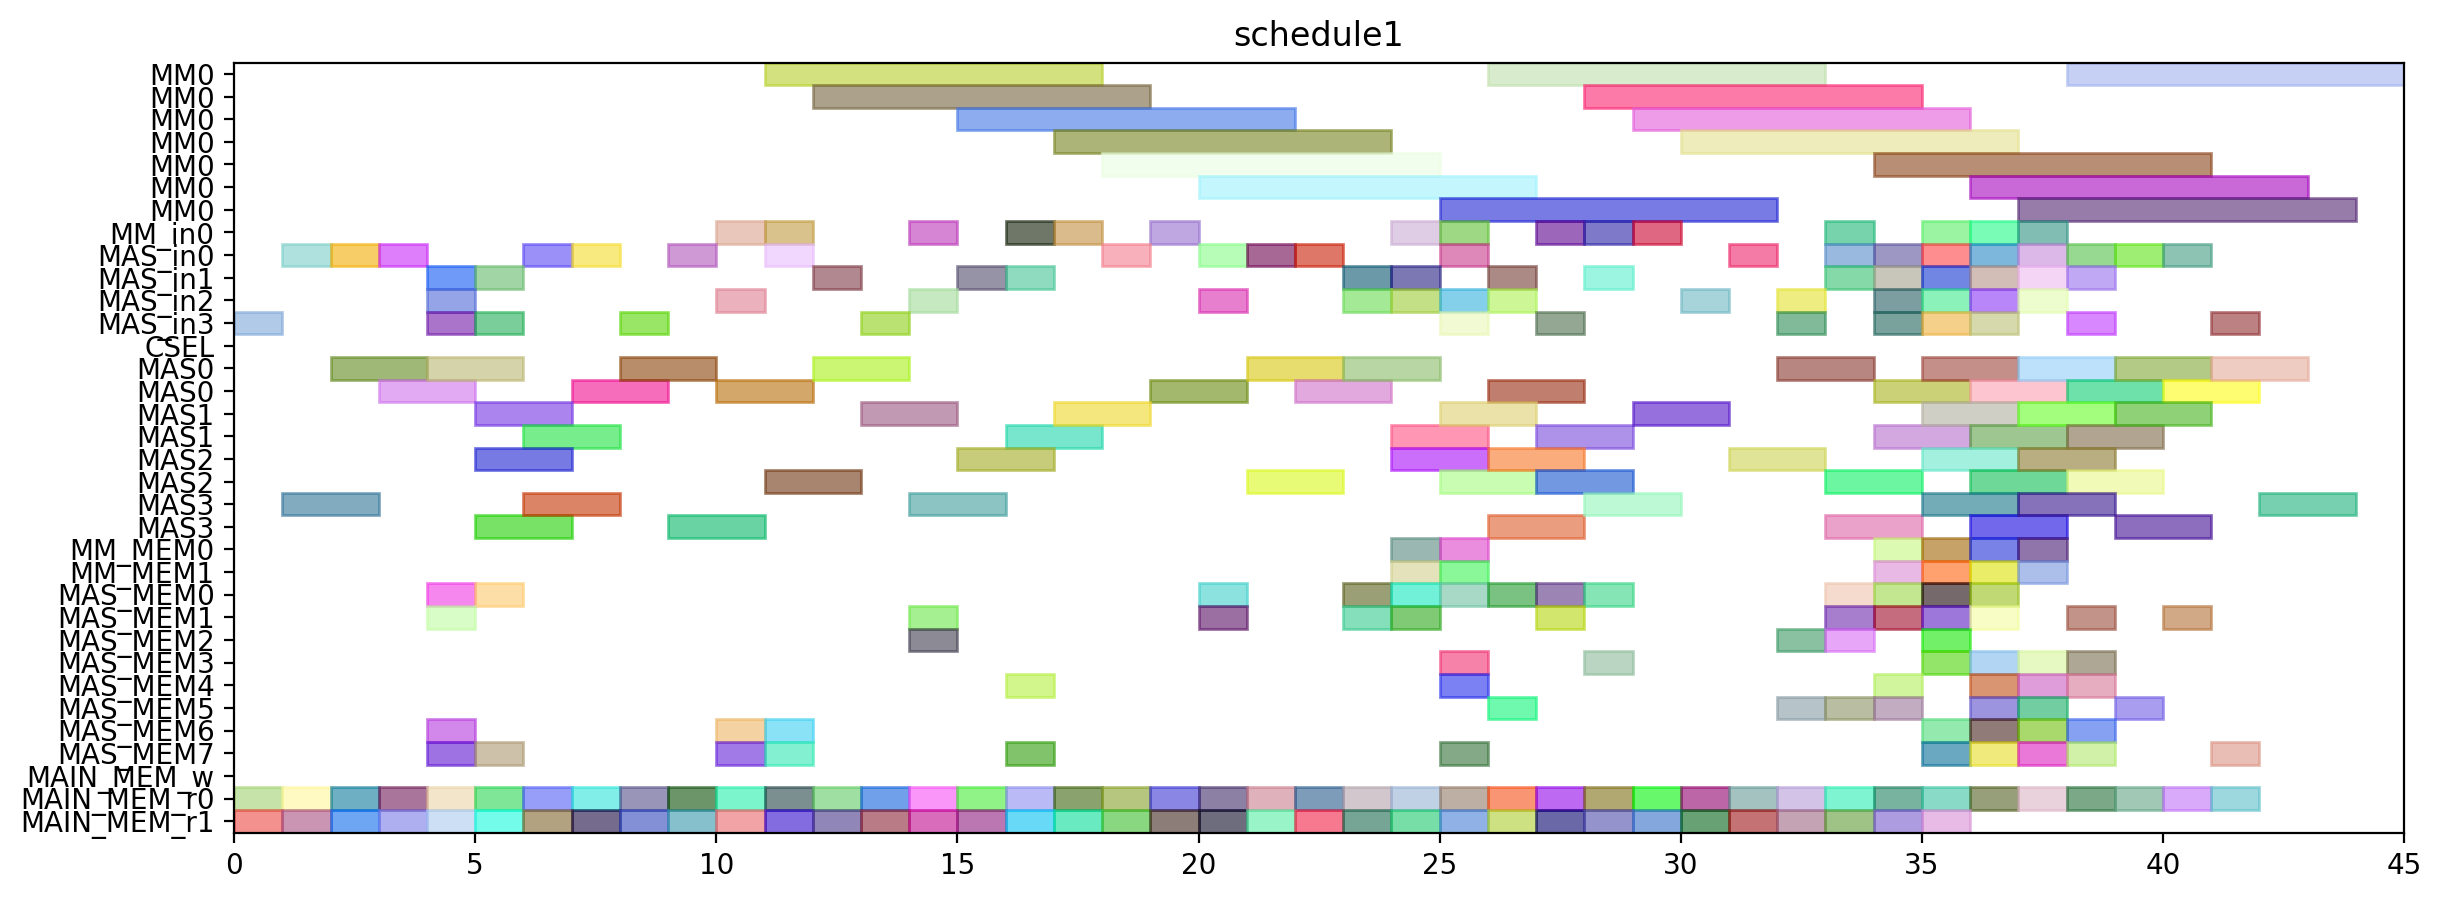 schedule1
MM0
MM0
MM0
MM0
MM0
MM0
MM0
MM_in0
MAS_in0
MAS_in1
MAS_in2
MAS_in3
CSEL
MAS0
MAS0
MAS1
MAS1
MAS2
MAS2
MAS3
MAS3
MM_MEM0
MM_MEM1
MAS_MEM0
MAS_MEM1
MAS_MEM2
MAS_MEM3
MAS_MEM4
MAS_MEM5
MAS_MEM6
MAS_MEM7
MAIN_MEM_w
MAIN_MEM_r0
MAIN_MEM_r1
0 5 10 15 20 25 30 35 40 45